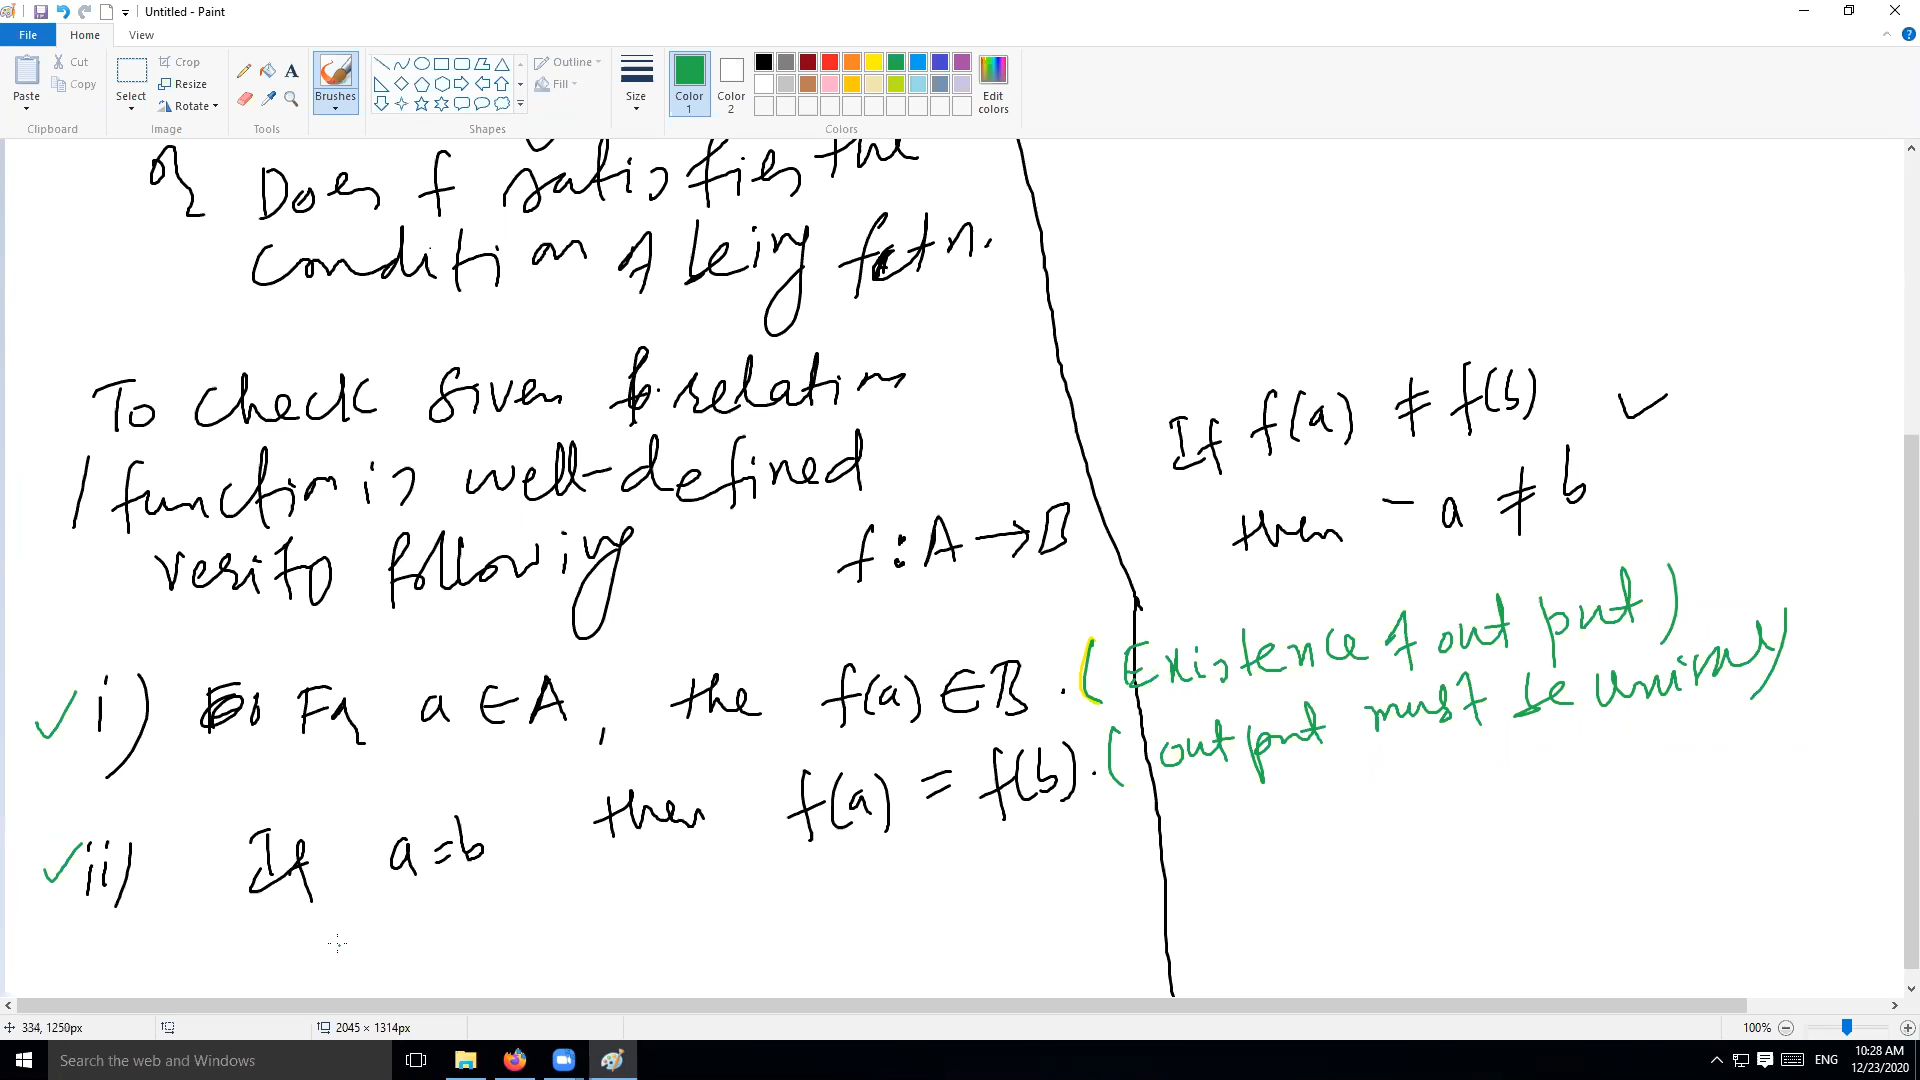 Untitled - Paint
File
Home
View
Paste
Cut
Copy
Clipboard
Select
Crop
Resize
Rotate
Image
Tools
Brushes
Shapes
Outline
Fill
Size
Color 1
Color 2
Edit colors
Colors
or Does f satisfies the
condition of being fctn.
To check given relation
/ function is well-defined
verify following
f : A → B
i) For a ∈ A, the f(a) ∈ B. (Existence of out put)
ii) If a = b then f(a) = f(b). (output must be unique)
If f(a) ≠ f(b) ✓
then - a ≠ b
334, 1250px
2045 × 1314px
100%
Search the web and Windows
ENG
10:28 AM
12/23/2020